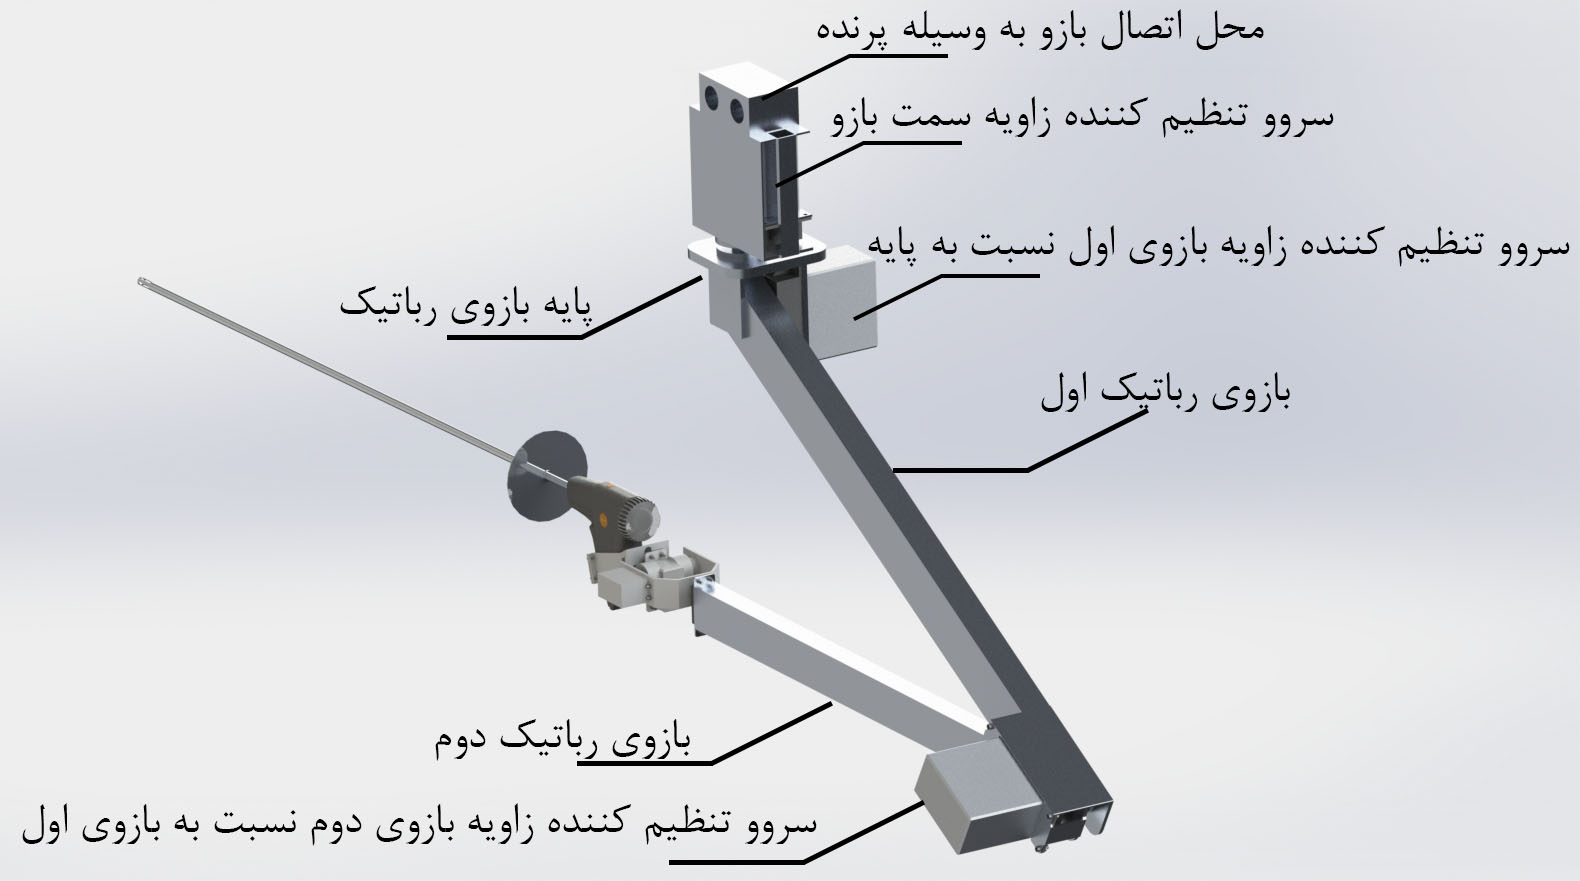 محل اتصال بازو به وسیله پرنده
سروو تنظیم کننده زاویه سمت بازو
سروو تنظیم کننده زاویه بازوی اول نسبت به پایه
پایه بازوی رباتیک
بازوی رباتیک اول
بازوی رباتیک دوم
سروو تنظیم کننده زاویه بازوی دوم نسبت به بازوی اول